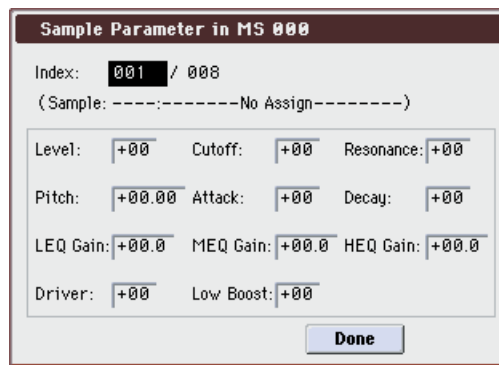 Sample Parameter in MS 000
Index: 001 / 008
(Sample: ----:-------No Assign--------)
Level: +00 Cutoff: +00 Resonance: +00
Pitch: +00.00 Attack: +00 Decay: +00
LEQ Gain: +00.0 MEQ Gain: +00.0 HEQ Gain: +00.0
Driver: +00 Low Boost: +00
Done